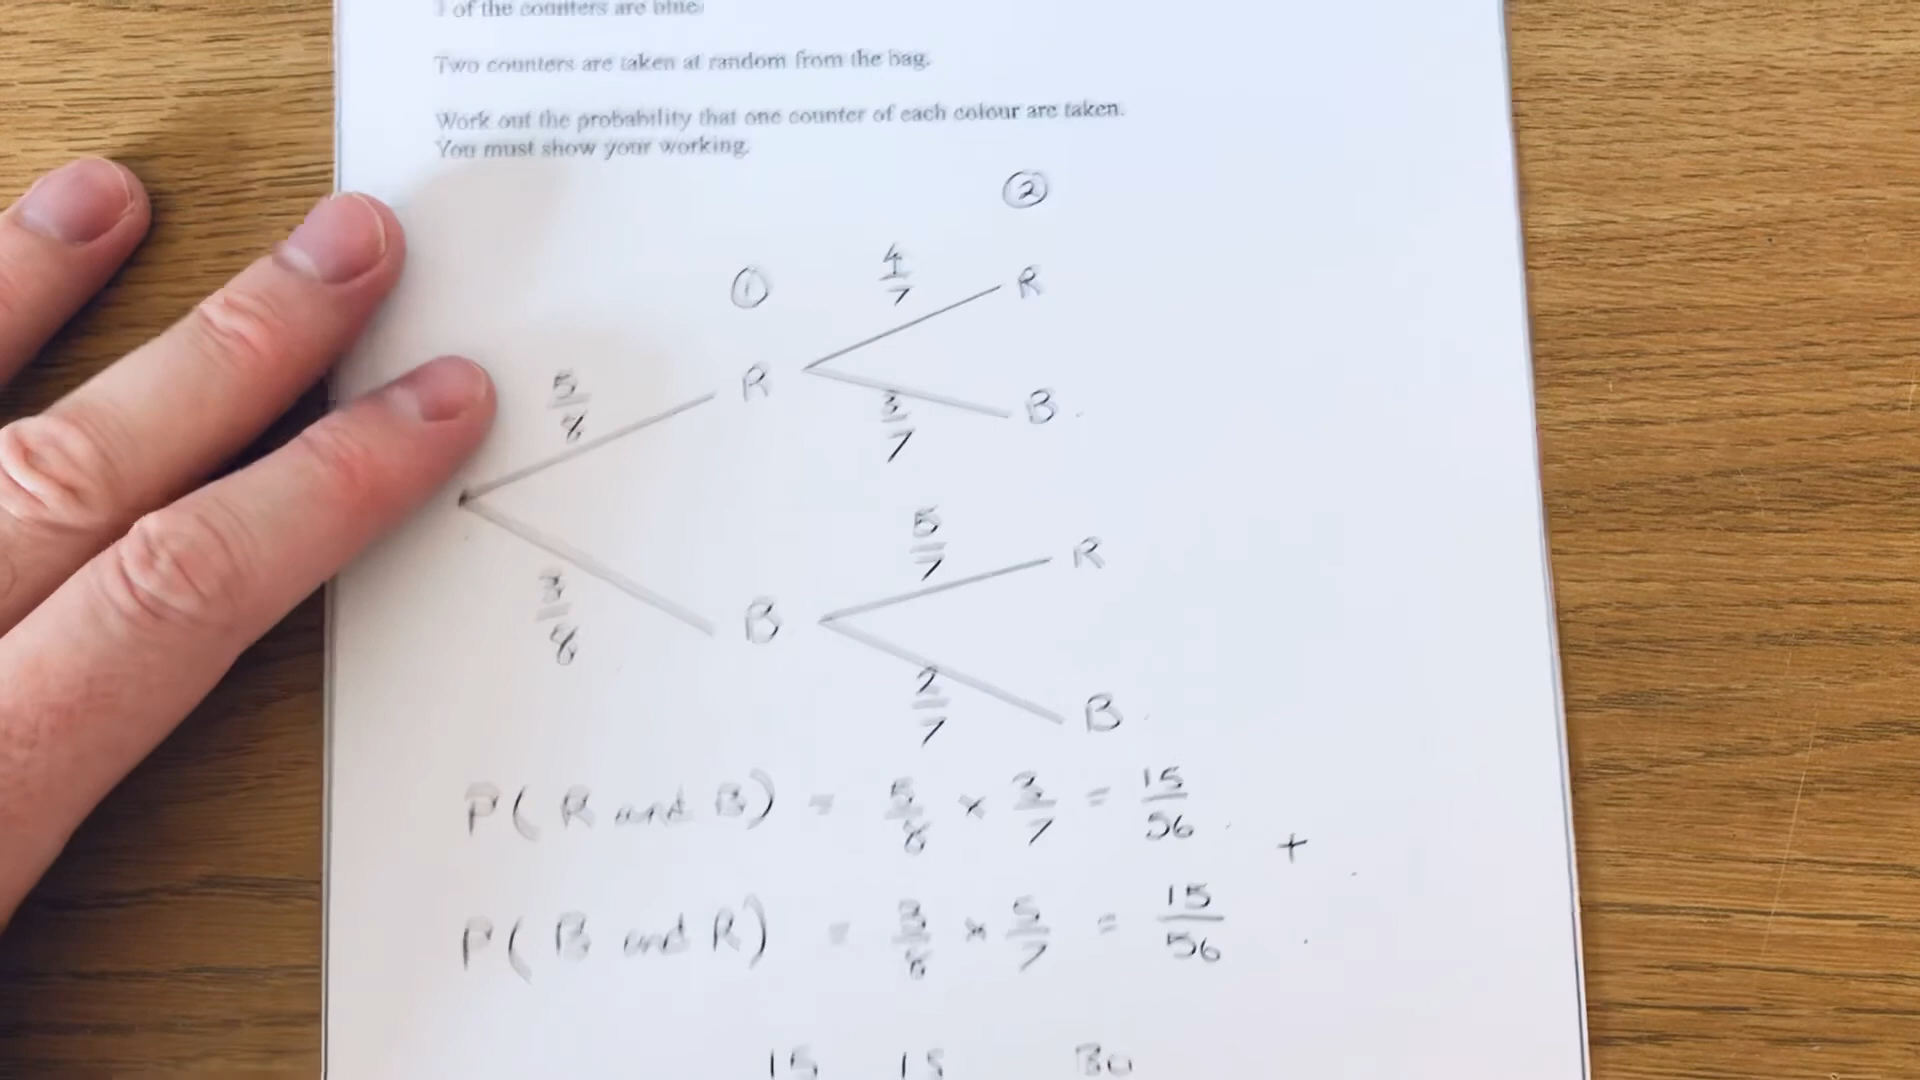 of the counters are blue.
Two counters are taken at random from the bag.
Work out the probability that one counter of each colour are taken.
You must show your working.
②
① 4/7 R
5/8 R
3/7 B
5/7 R
3/8 B
2/7 B
P( R and B) = 5/8 × 3/7 = 15/56
+
P( B and R) = 3/8 × 5/7 = 15/56
15 15 30